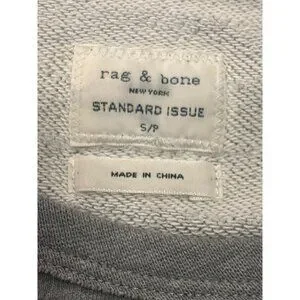 rag & bone
NEW YORK
STANDARD ISSUE
S/P
MADE IN CHINA